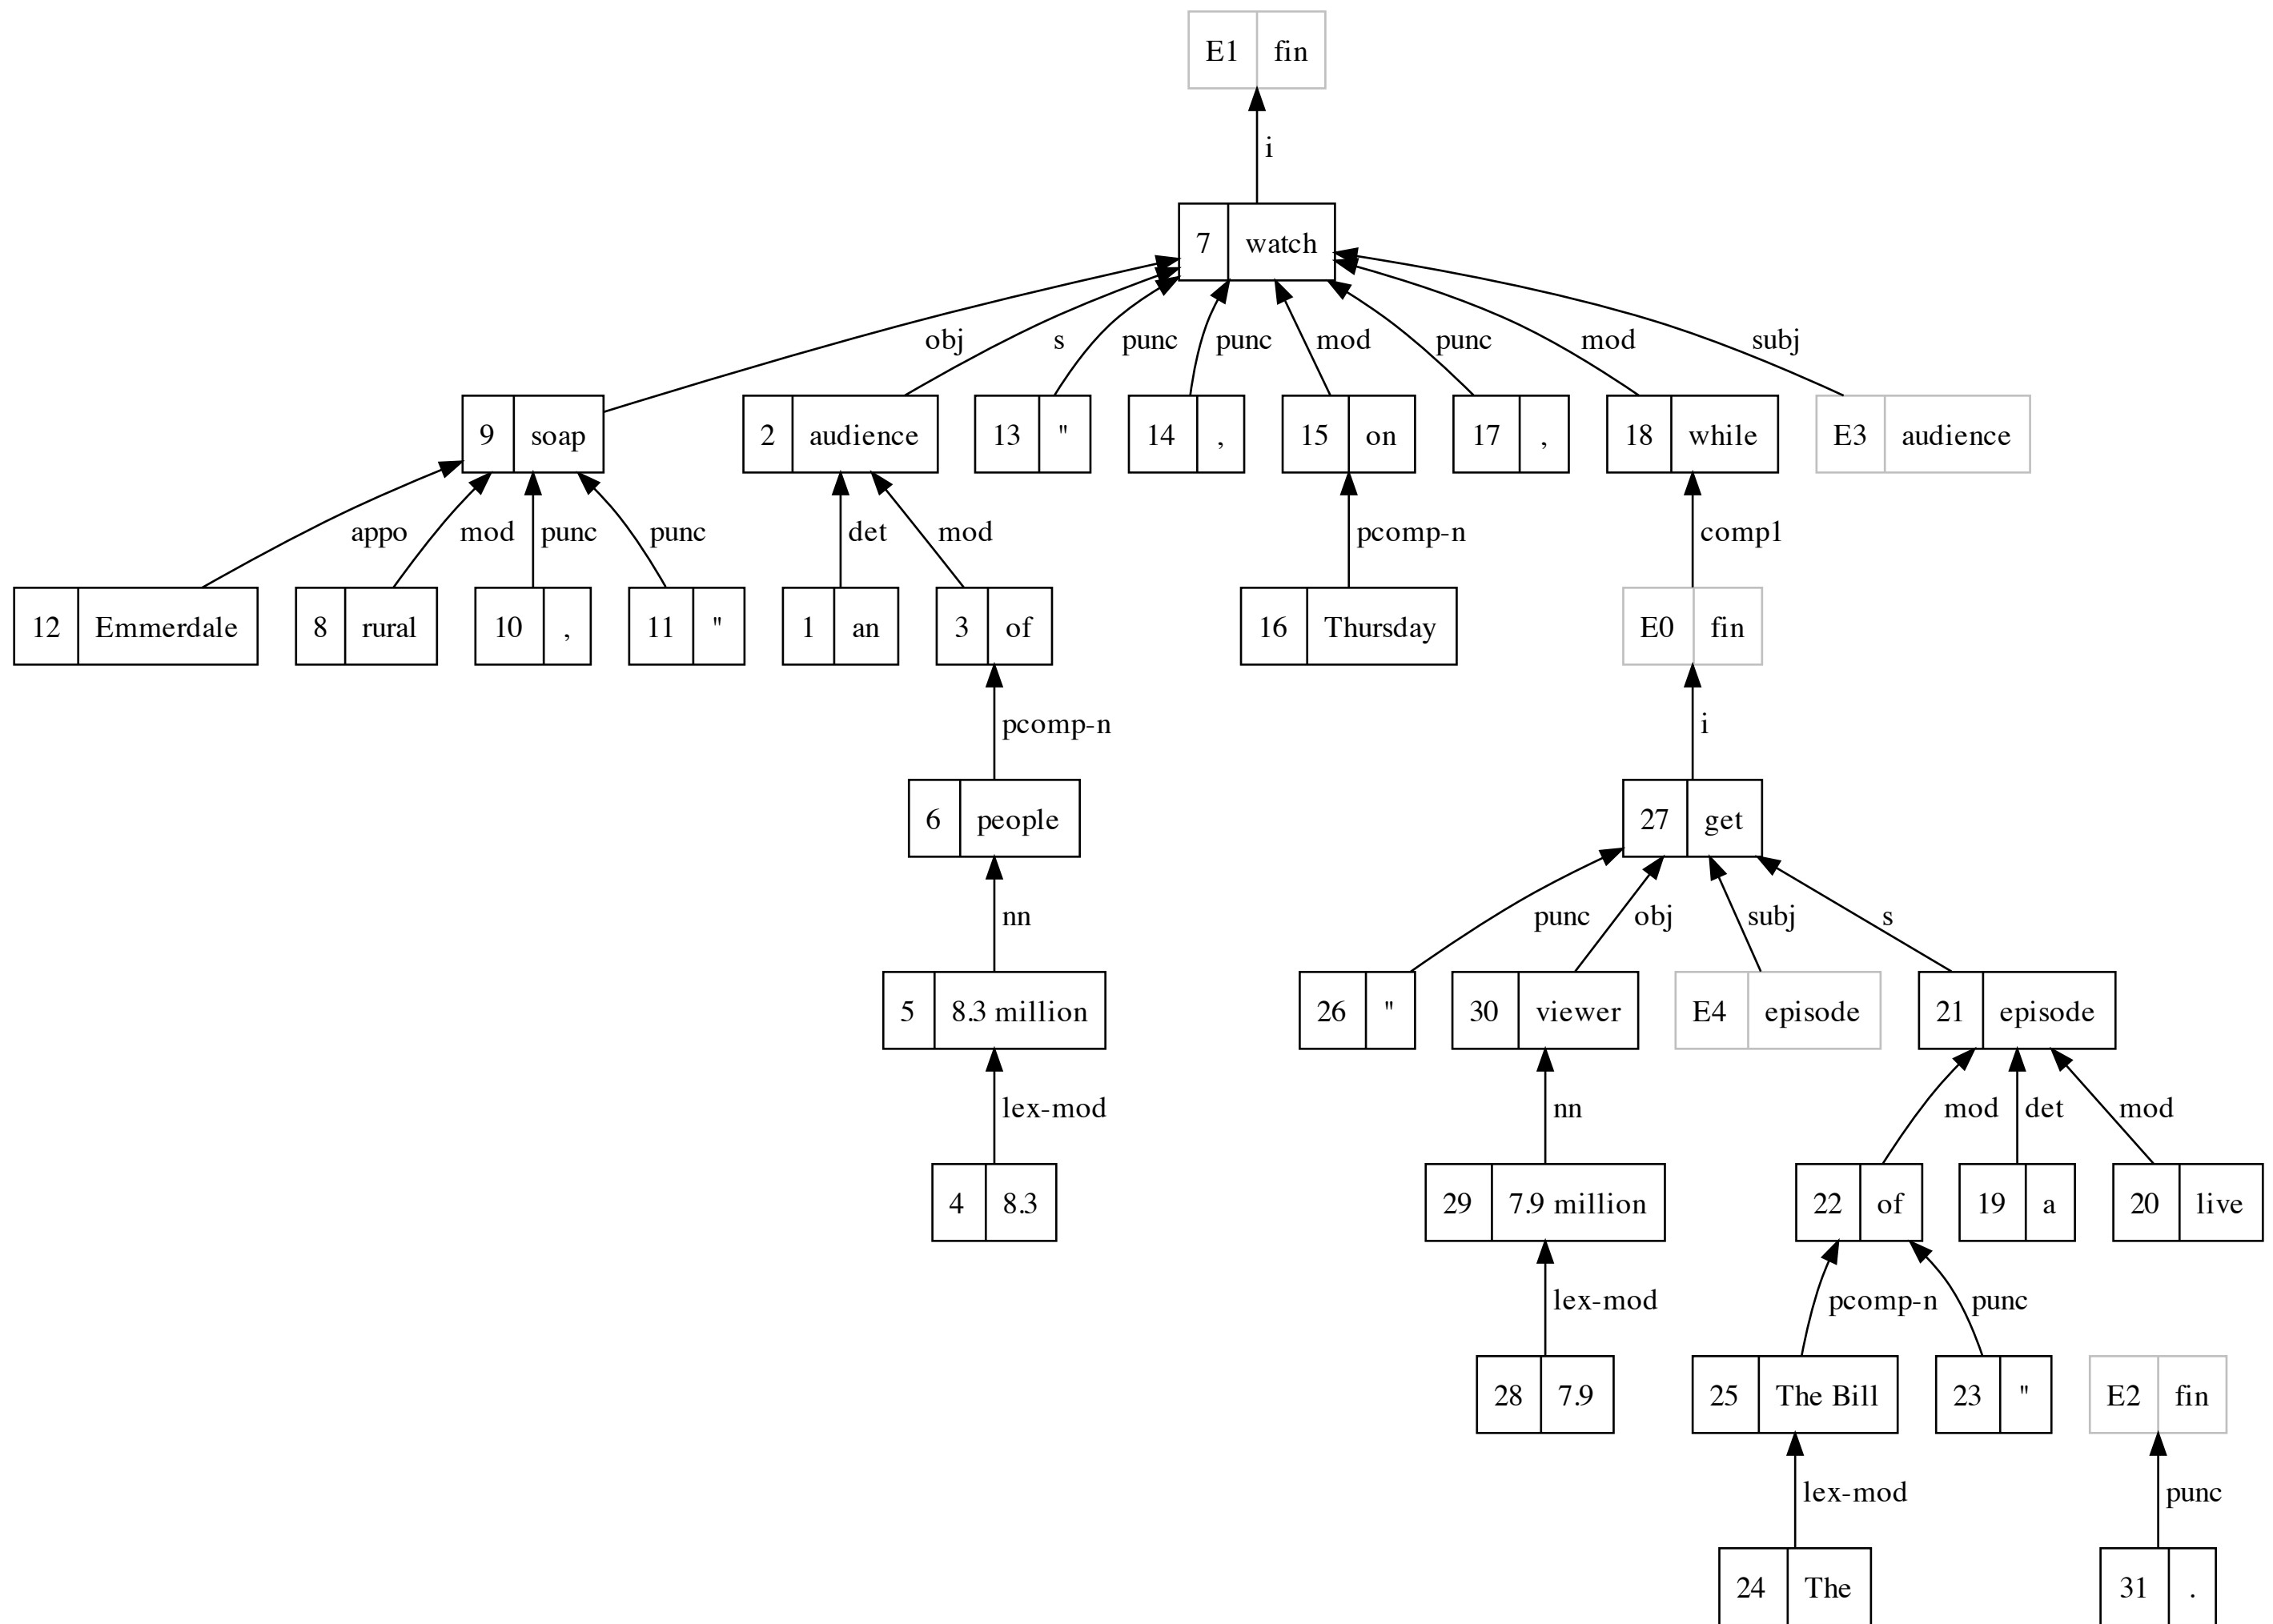 E1 fin
i
7 watch
obj s punc punc mod punc mod subj
9 soap 2 audience 13 " 14 , 15 on 17 , 18 while E3 audience
appo mod punc punc det mod pcomp-n comp1
12 Emmerdale 8 rural 10 , 11 " 1 an 3 of 16 Thursday E0 fin
pcomp-n i
6 people 27 get
nn punc obj subj s
5 8.3 million 26 " 30 viewer E4 episode 21 episode
lex-mod nn mod det mod
4 8.3 29 7.9 million 22 of 19 a 20 live
lex-mod pcomp-n punc
28 7.9 25 The Bill 23 " E2 fin
lex-mod punc
24 The 31 .